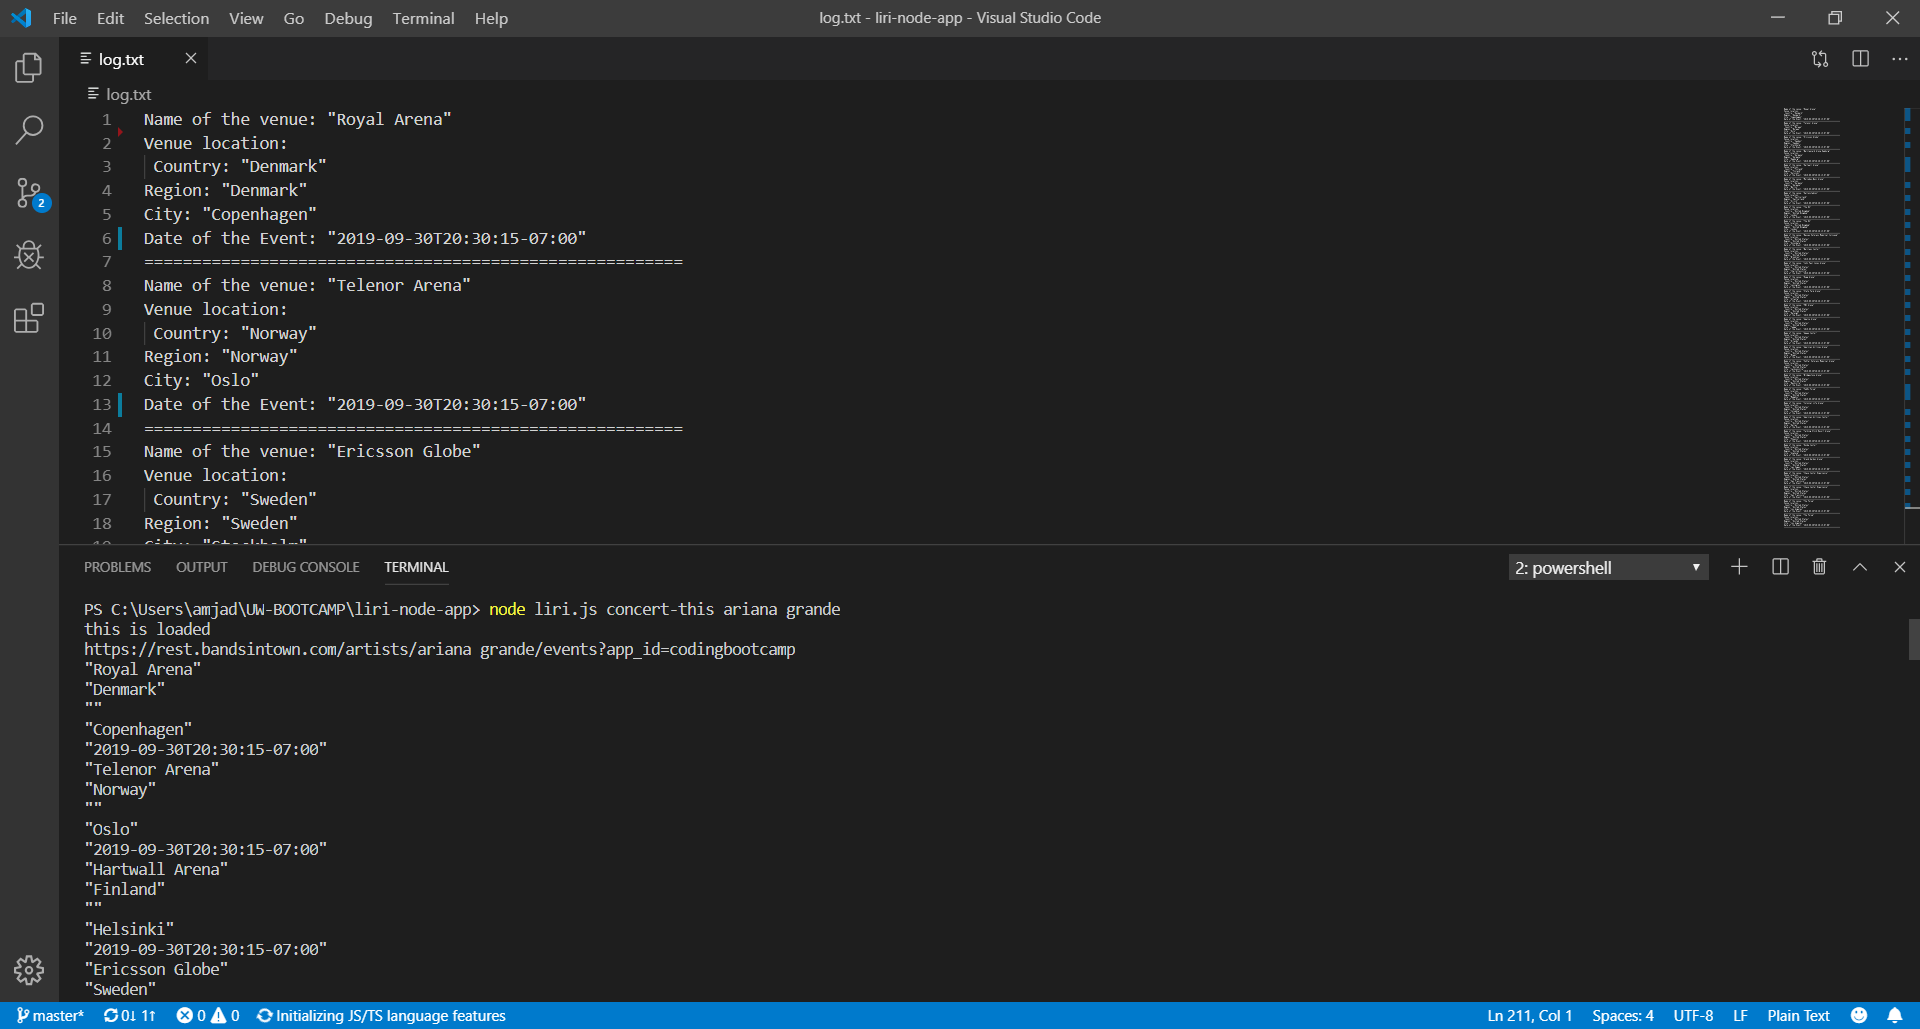 File Edit Selection View Go Debug Terminal Help
log.txt - liri-node-app - Visual Studio Code
log.txt
log.txt
1 Name of the venue: "Royal Arena"
2 Venue location:
3 Country: "Denmark"
4 Region: "Denmark"
5 City: "Copenhagen"
6 Date of the Event: "2019-09-30T20:30:15-07:00"
7 ========================================================
8 Name of the venue: "Telenor Arena"
9 Venue location:
10 Country: "Norway"
11 Region: "Norway"
12 City: "Oslo"
13 Date of the Event: "2019-09-30T20:30:15-07:00"
14 ========================================================
15 Name of the venue: "Ericsson Globe"
16 Venue location:
17 Country: "Sweden"
18 Region: "Sweden"
19 City: "Stockholm"
2
PROBLEMS OUTPUT DEBUG CONSOLE TERMINAL 2: powershell
PS C:\Users\amjad\UW-BOOTCAMP\liri-node-app> node liri.js concert-this ariana grande
this is loaded
https://rest.bandsintown.com/artists/ariana grande/events?app_id=codingbootcamp
"Royal Arena"
"Denmark"
""
"Copenhagen"
"2019-09-30T20:30:15-07:00"
"Telenor Arena"
"Norway"
""
"Oslo"
"2019-09-30T20:30:15-07:00"
"Hartwall Arena"
"Finland"
""
"Helsinki"
"2019-09-30T20:30:15-07:00"
"Ericsson Globe"
"Sweden"
master* 0↓ 1↑ 0 0 Initializing JS/TS language features Ln 211, Col 1 Spaces: 4 UTF-8 LF Plain Text